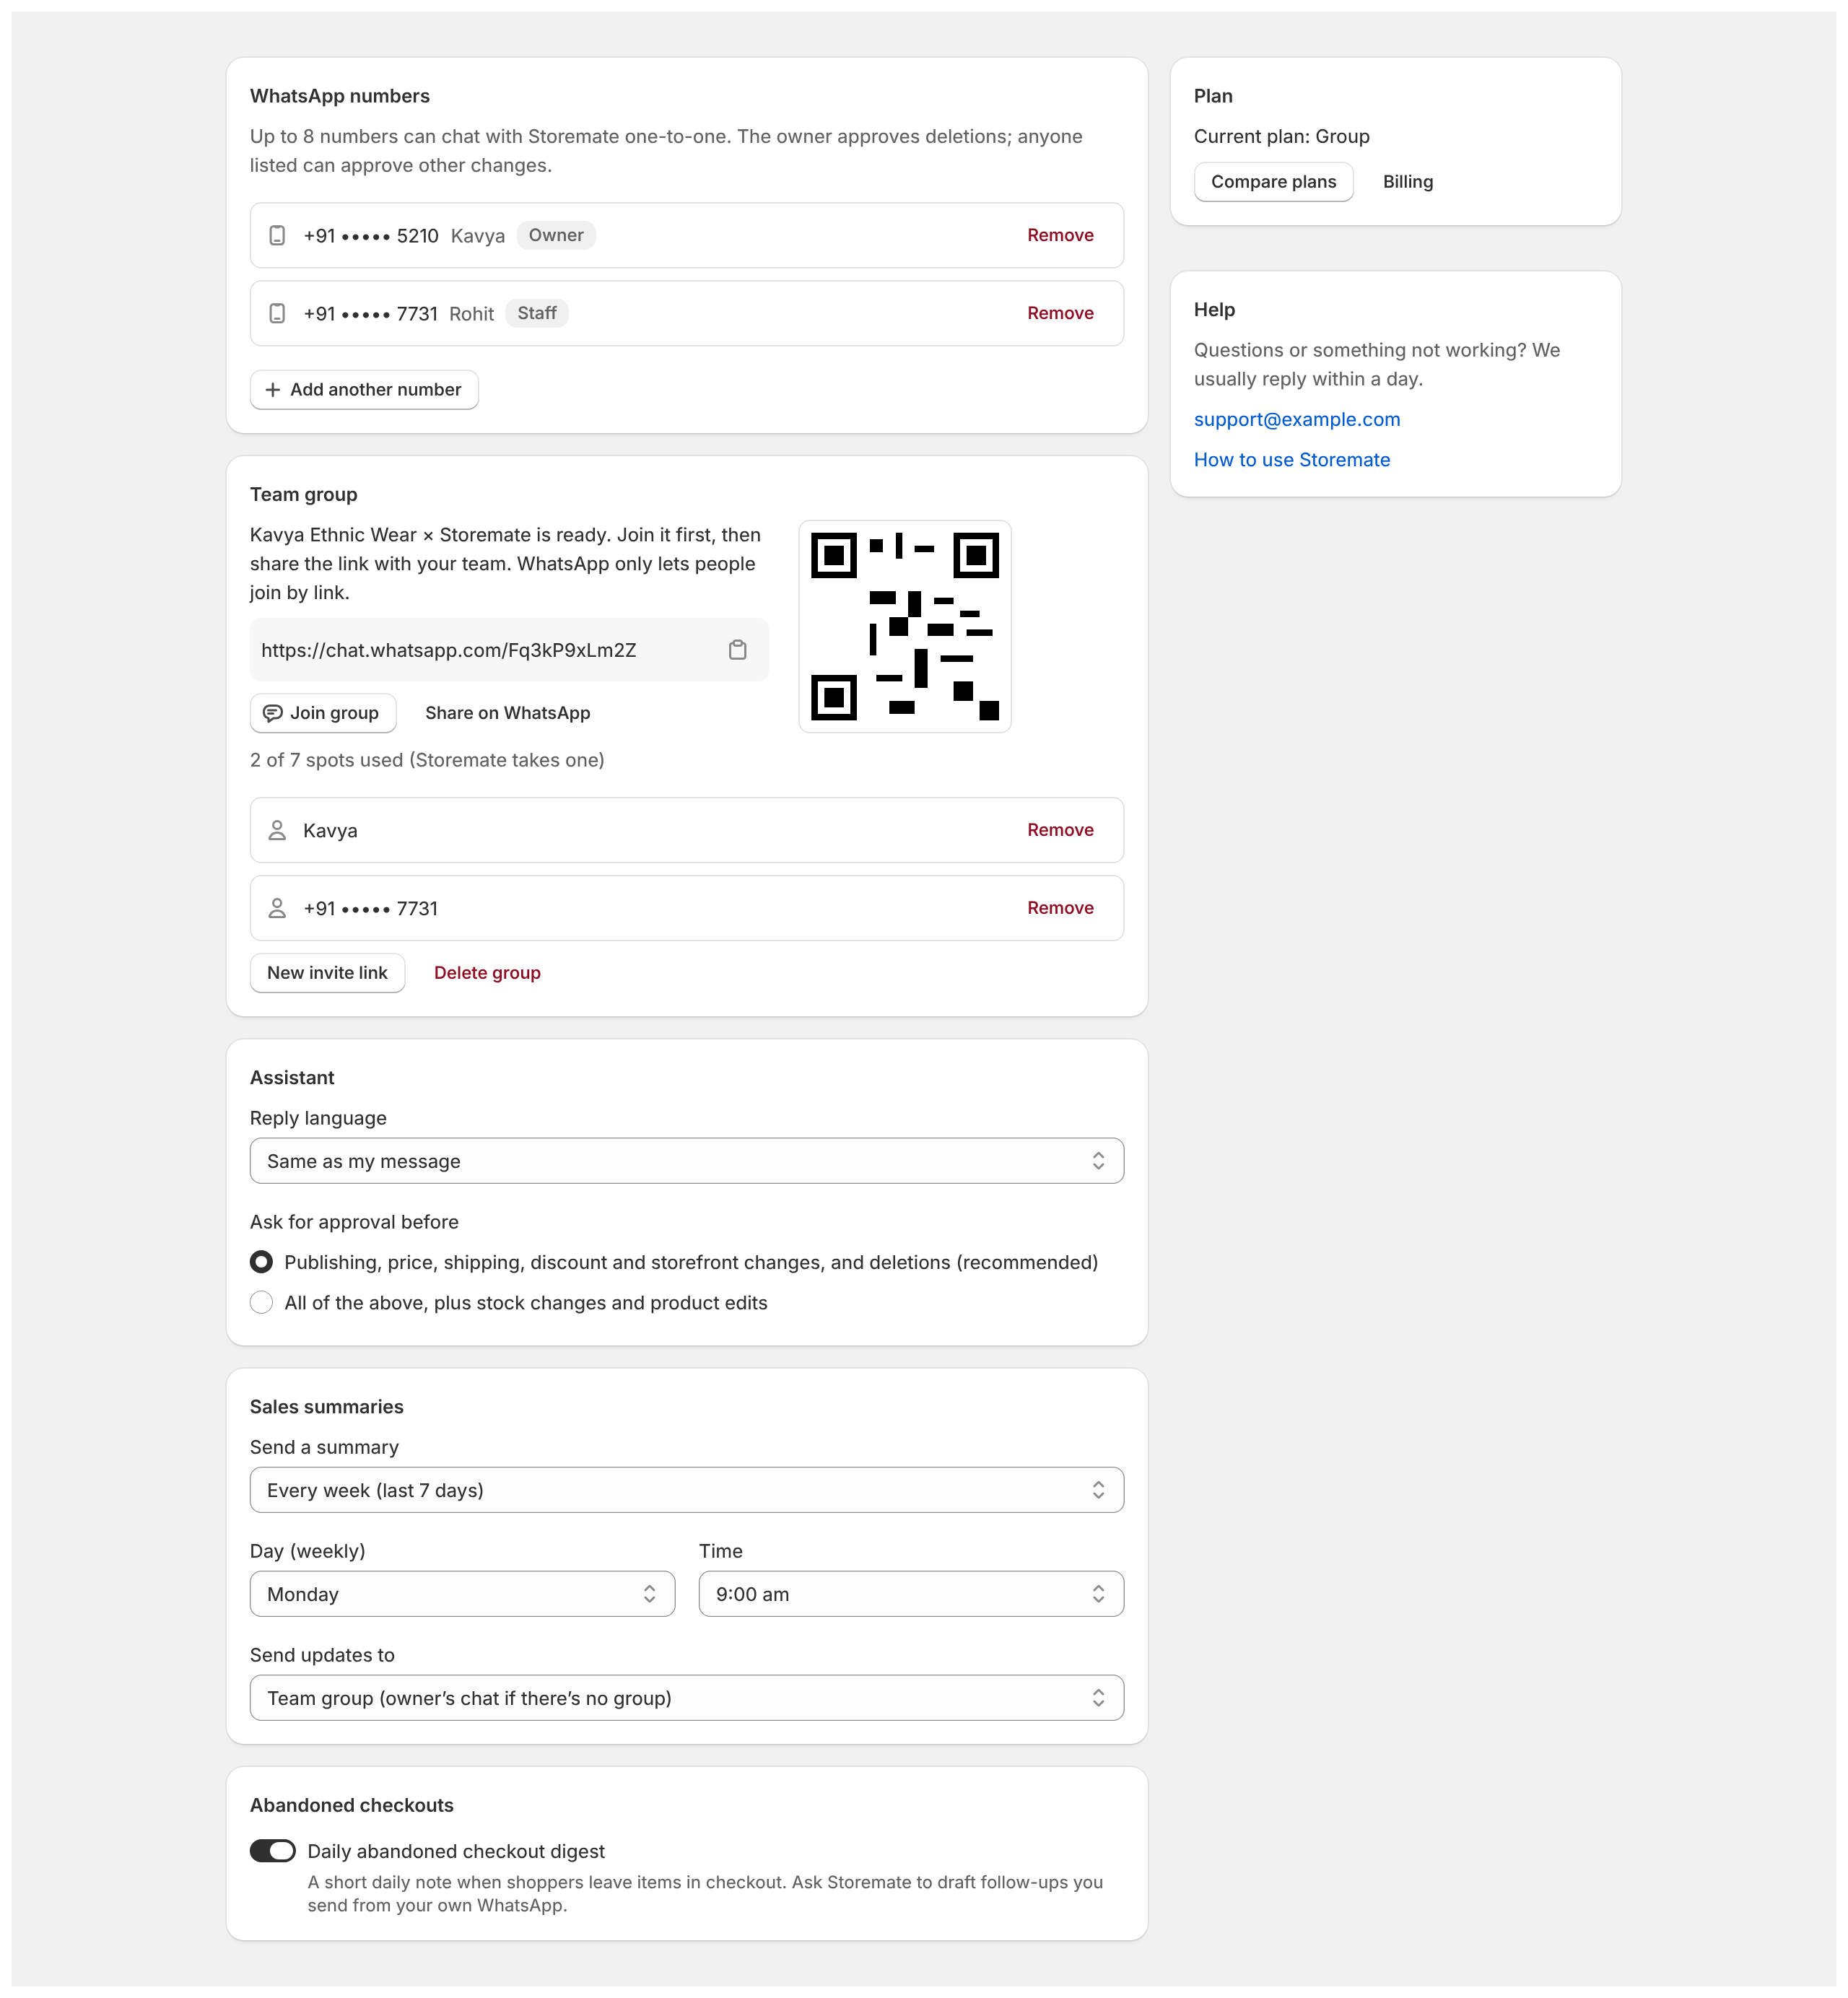 WhatsApp numbers
Up to 8 numbers can chat with Storemate one-to-one. The owner approves deletions; anyone
listed can approve other changes.
+91 ••••• 5210 Kavya Owner Remove
+91 ••••• 7731 Rohit Staff Remove
+ Add another number
Team group
Kavya Ethnic Wear × Storemate is ready. Join it first, then
share the link with your team. WhatsApp only lets people
join by link.
https://chat.whatsapp.com/Fq3kP9xLm2Z
Join group Share on WhatsApp
2 of 7 spots used (Storemate takes one)
Kavya Remove
+91 ••••• 7731 Remove
New invite link Delete group
Assistant
Reply language
Same as my message
Ask for approval before
Publishing, price, shipping, discount and storefront changes, and deletions (recommended)
All of the above, plus stock changes and product edits
Sales summaries
Send a summary
Every week (last 7 days)
Day (weekly) Time
Monday 9:00 am
Send updates to
Team group (owner’s chat if there’s no group)
Abandoned checkouts
Daily abandoned checkout digest
A short daily note when shoppers leave items in checkout. Ask Storemate to draft follow-ups you
send from your own WhatsApp.
Plan
Current plan: Group
Compare plans Billing
Help
Questions or something not working? We
usually reply within a day.
support@example.com
How to use Storemate